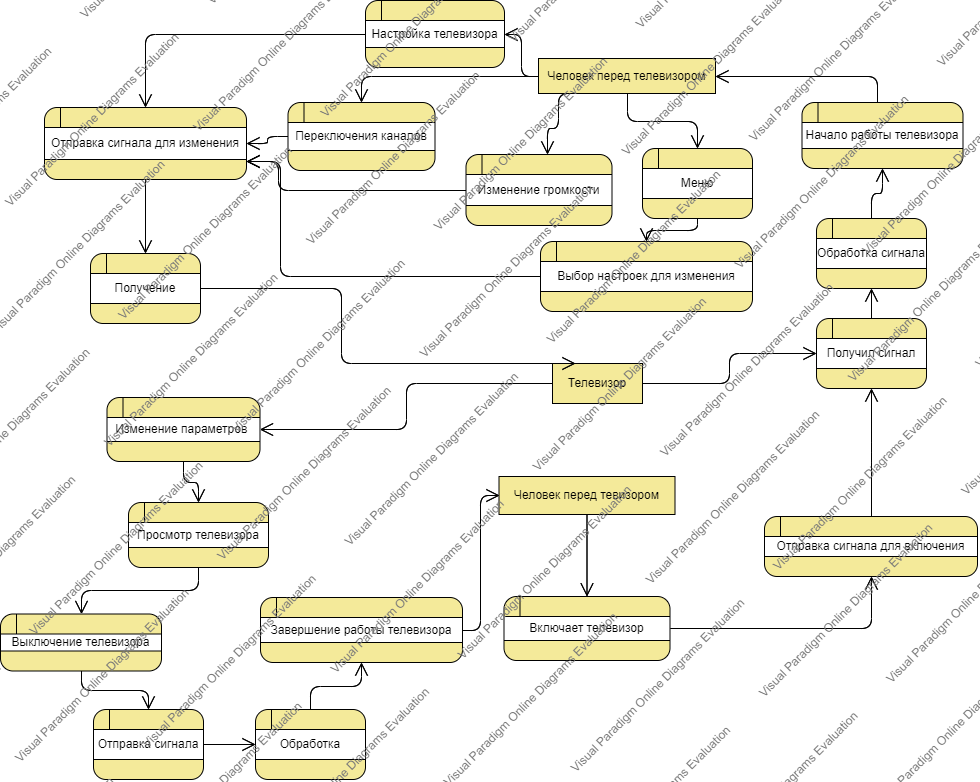 Настройка телевизора
Человек перед телевизором
Отправка сигнала для изменения
Переключения каналов
Начало работы телевизора
Изменение громкости
Меню
Обработка сигнала
Выбор настроек для изменения
Получение
Получил сигнал
Телевизор
Изменение параметров
Человек перед тевизором
Просмотр телевизора
Отправка сигнала для включения
Завершение работы телевизора
Включает телевизор
Выключение телевизора
Отправка сигнала
Обработка
Visual Paradigm Online Diagrams Evaluation